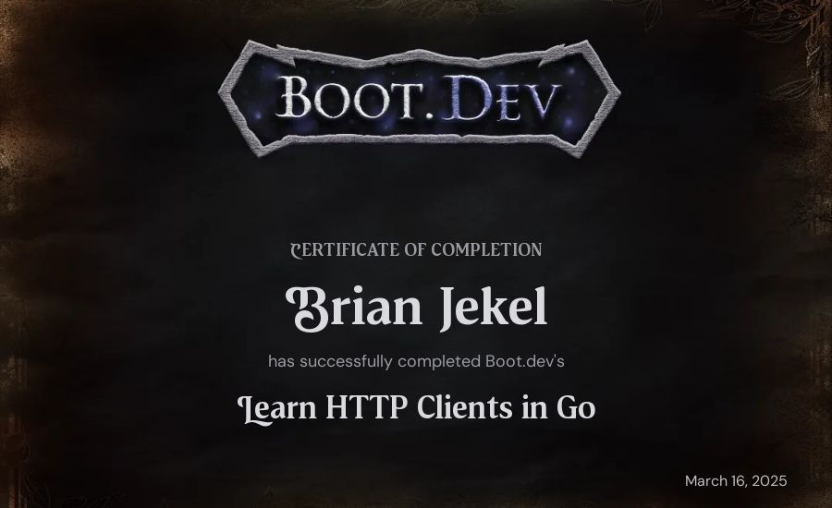 BOOT.DEV
CERTIFICATE OF COMPLETION
Brian Jekel
has successfully completed Boot.dev's
Learn HTTP Clients in Go
March 16, 2025